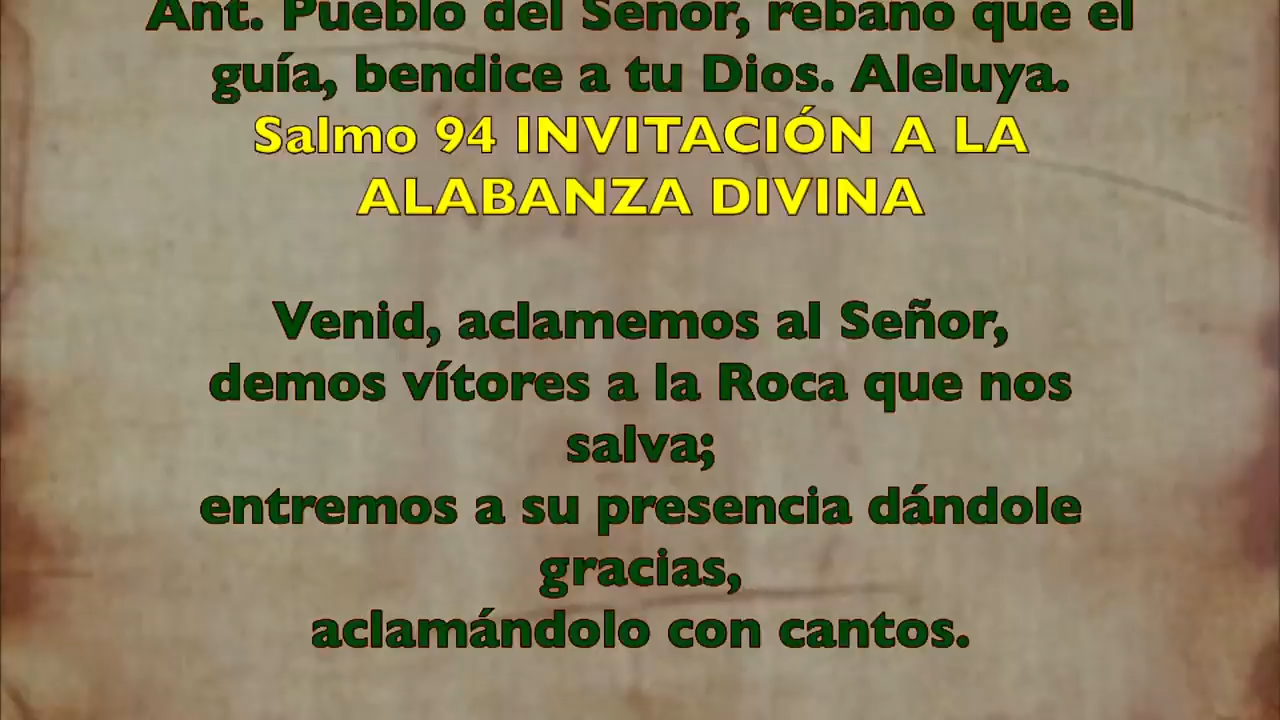 Ant. Pueblo del Señor, rebaño que él
guía, bendice a tu Dios. Aleluya.
Salmo 94 INVITACIÓN A LA
ALABANZA DIVINA
Venid, aclamemos al Señor,
demos vítores a la Roca que nos
salva;
entremos a su presencia dándole
gracias,
aclamándolo con cantos.